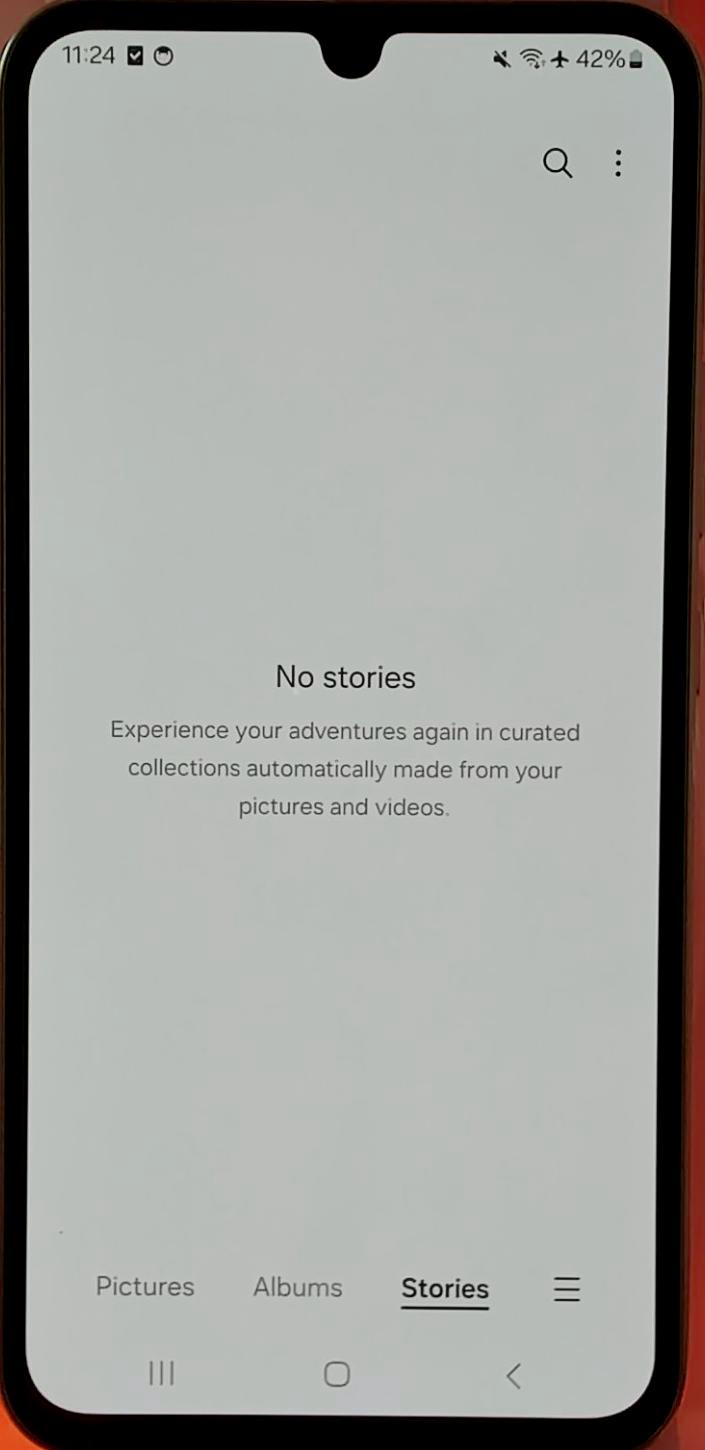 11:24
42%
No stories
Experience your adventures again in curated
collections automatically made from your
pictures and videos.
Pictures Albums Stories